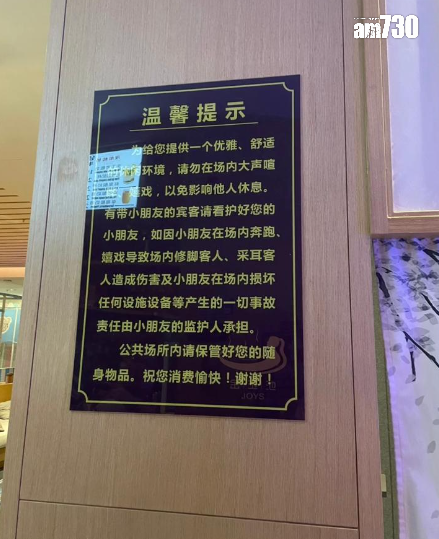 am730
温馨提示
为给您提供一个优雅、舒适
环境，请勿在场内大声喧
戏，以免影响他人休息。
有带小朋友的宾客请看护好您的
小朋友，如因小朋友在场内奔跑、
嬉戏导致场内修脚客人、采耳客
人造成伤害及小朋友在场内损坏
任何设施设备等产生的一切事故
责任由小朋友的监护人承担。
公共场所内请保管好您的随
身物品。祝您消费愉快！谢谢！
JOYS